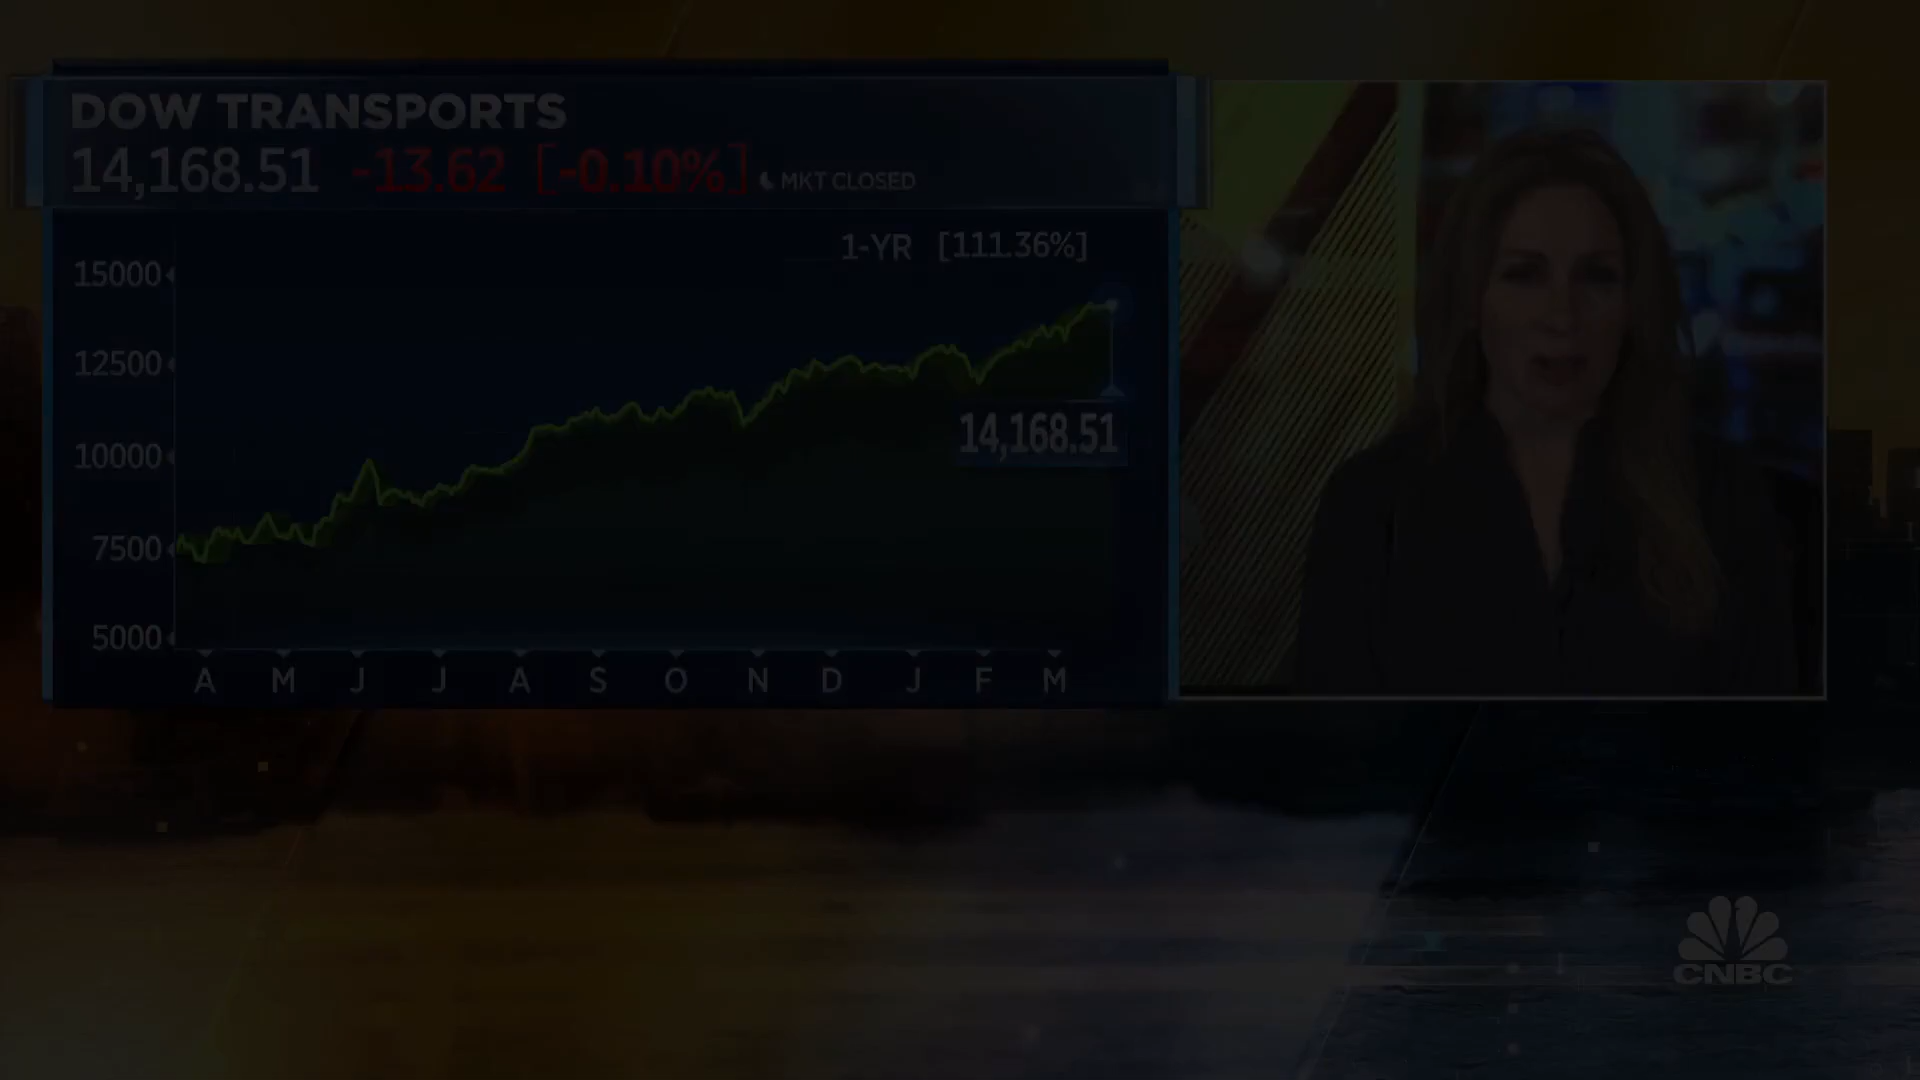 DOW TRANSPORTS
14,168.51 -13.62 [-0.10%] MKT CLOSED
1-YR [111.36%]
15000
12500
10000
7500
5000
14,168.51
A M J J A S O N D J F M
CNBC